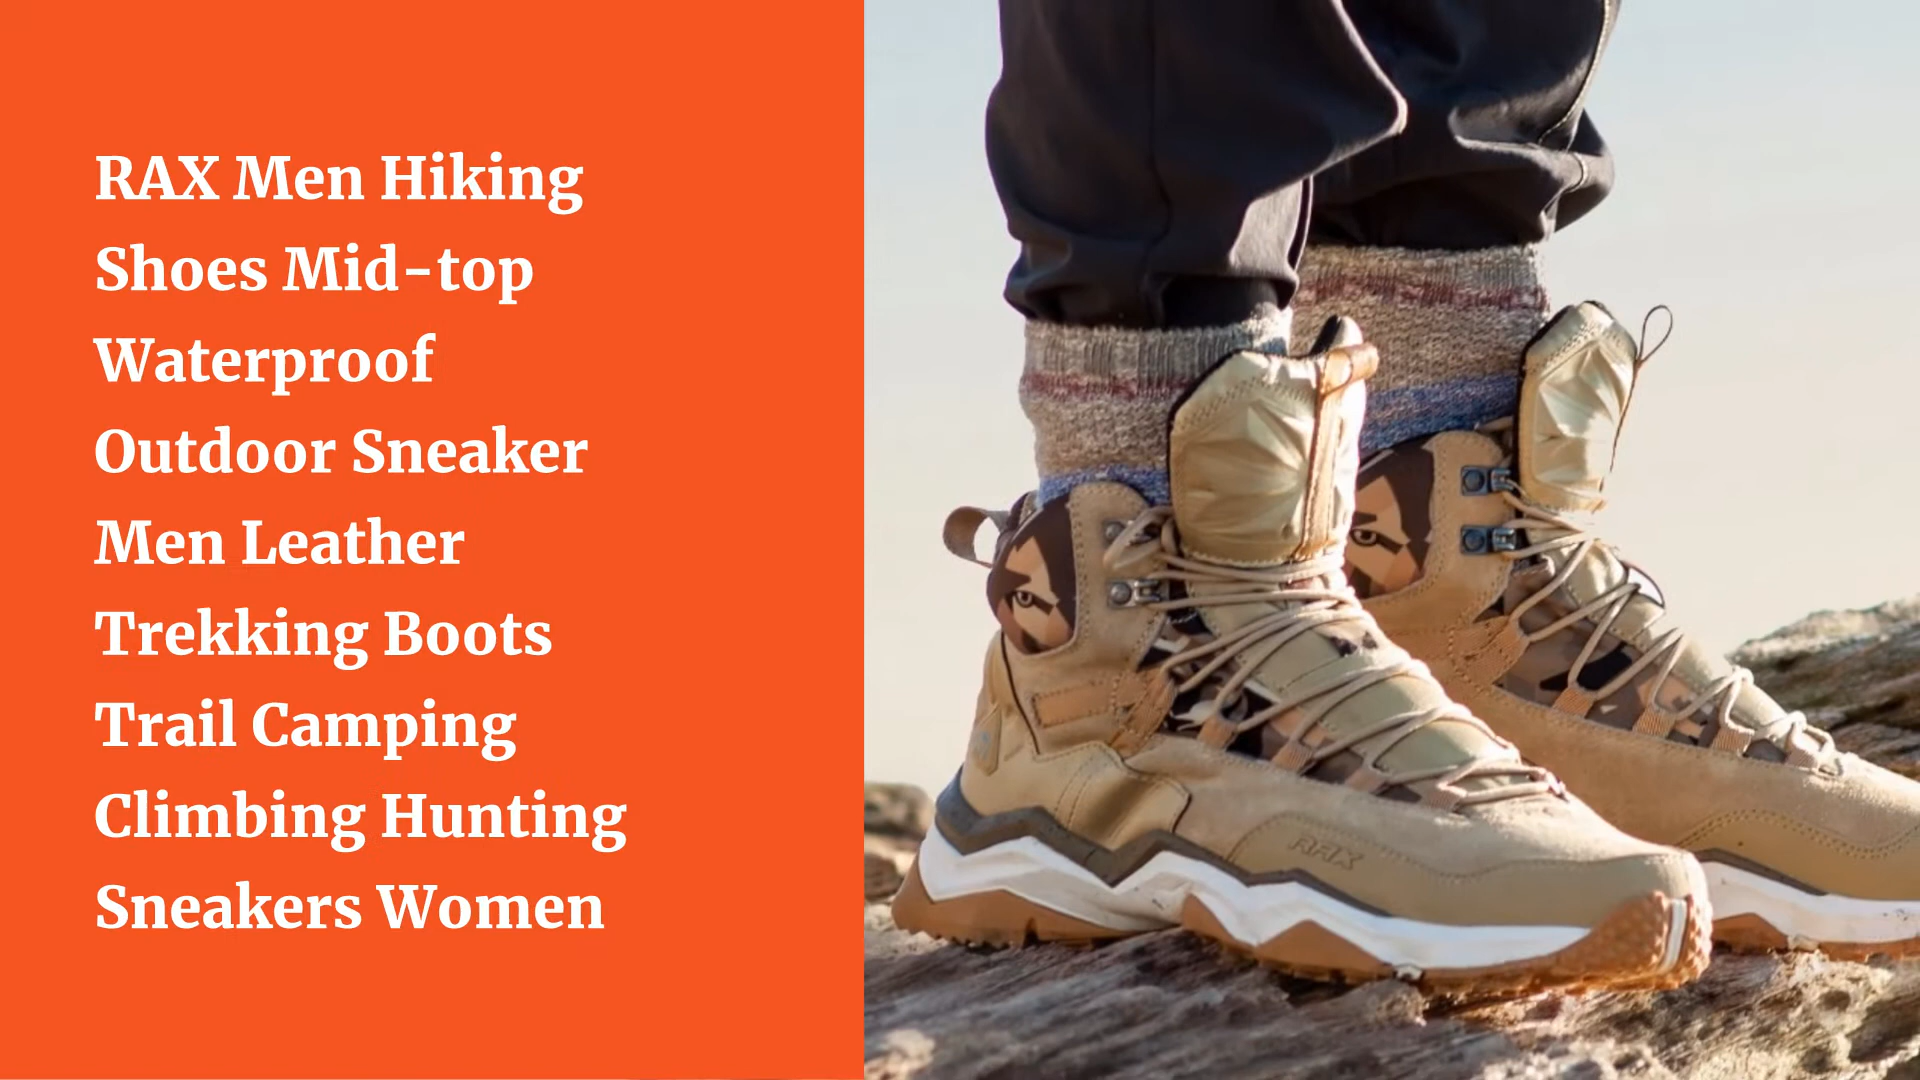 RAX Men Hiking
Shoes Mid-top
Waterproof
Outdoor Sneaker
Men Leather
Trekking Boots
Trail Camping
Climbing Hunting
Sneakers Women
RAX